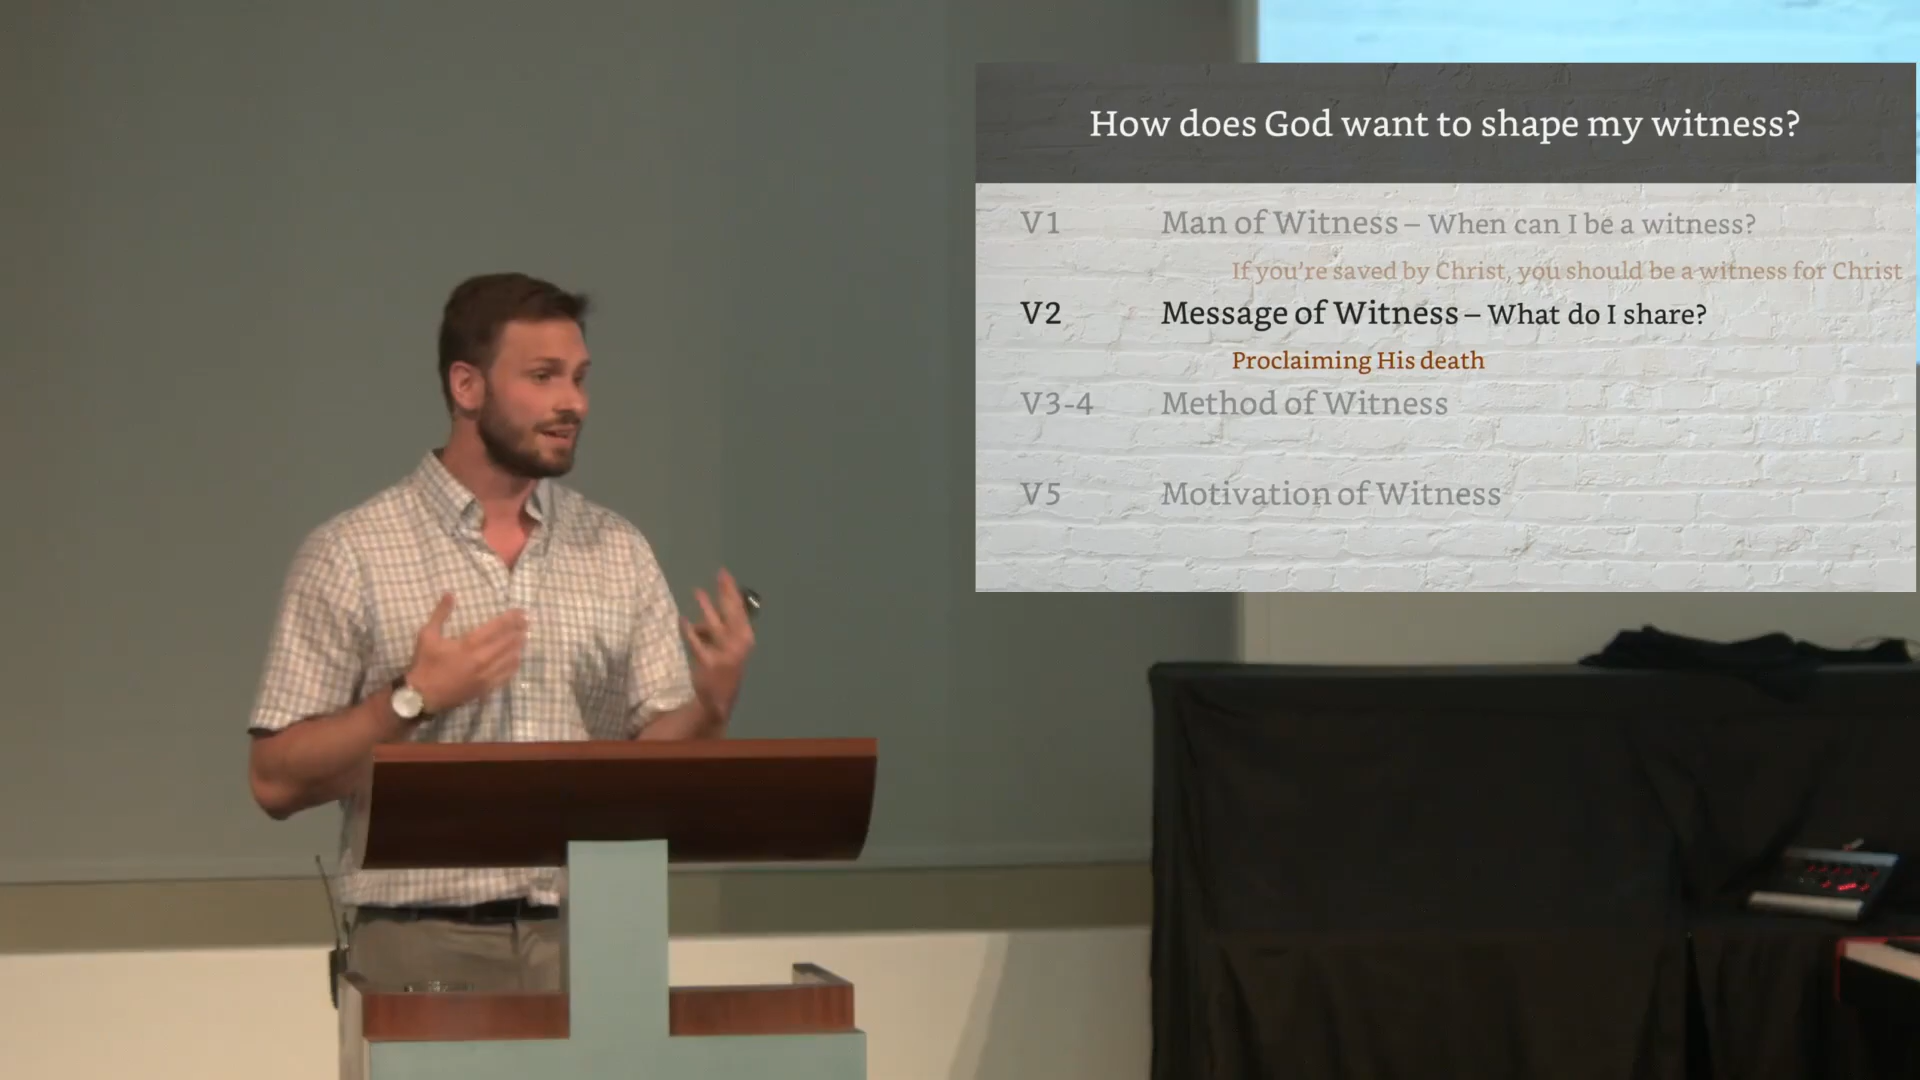 How does God want to shape my witness?
V1 Man of Witness – When can I be a witness?
If you're saved by Christ, you should be a witness for Christ
V2 Message of Witness – What do I share?
Proclaiming His death
V3-4 Method of Witness
V5 Motivation of Witness